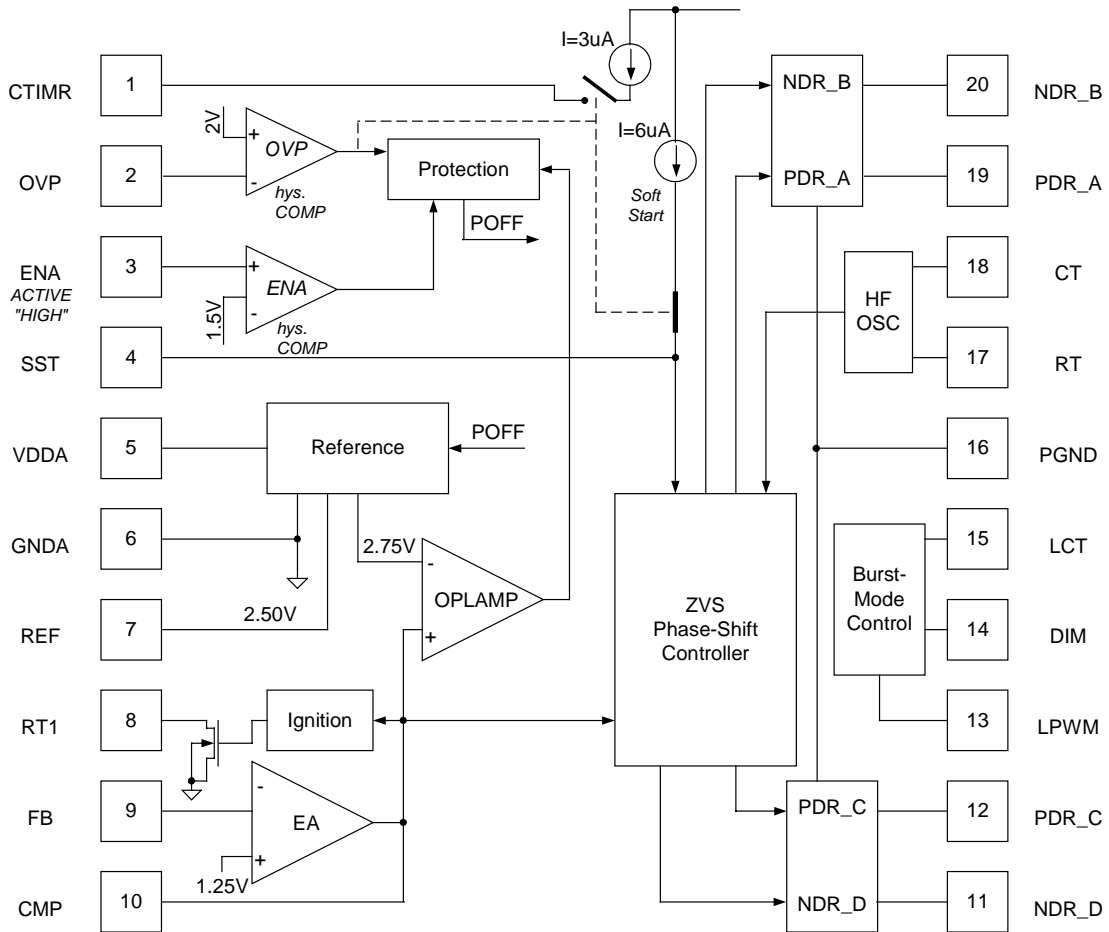 I=3uA
CTIMR
1
NDR_B
20
NDR_B
2V
+
OVP
-
hys.
COMP
I=6uA
Soft
Start
OVP
2
Protection
PDR_A
19
PDR_A
POFF
ENA
ACTIVE
"HIGH"
3
+
ENA
-
1.5V
hys.
COMP
HF
OSC
18
CT
SST
4
17
RT
VDDA
5
Reference
POFF
16
PGND
GNDA
6
2.75V
-
OPLAMP
+
ZVS
Phase-Shift
Controller
Burst-
Mode
Control
15
LCT
REF
7
2.50V
14
DIM
RT1
8
Ignition
13
LPWM
FB
9
-
EA
+
1.25V
PDR_C
12
PDR_C
CMP
10
NDR_D
11
NDR_D